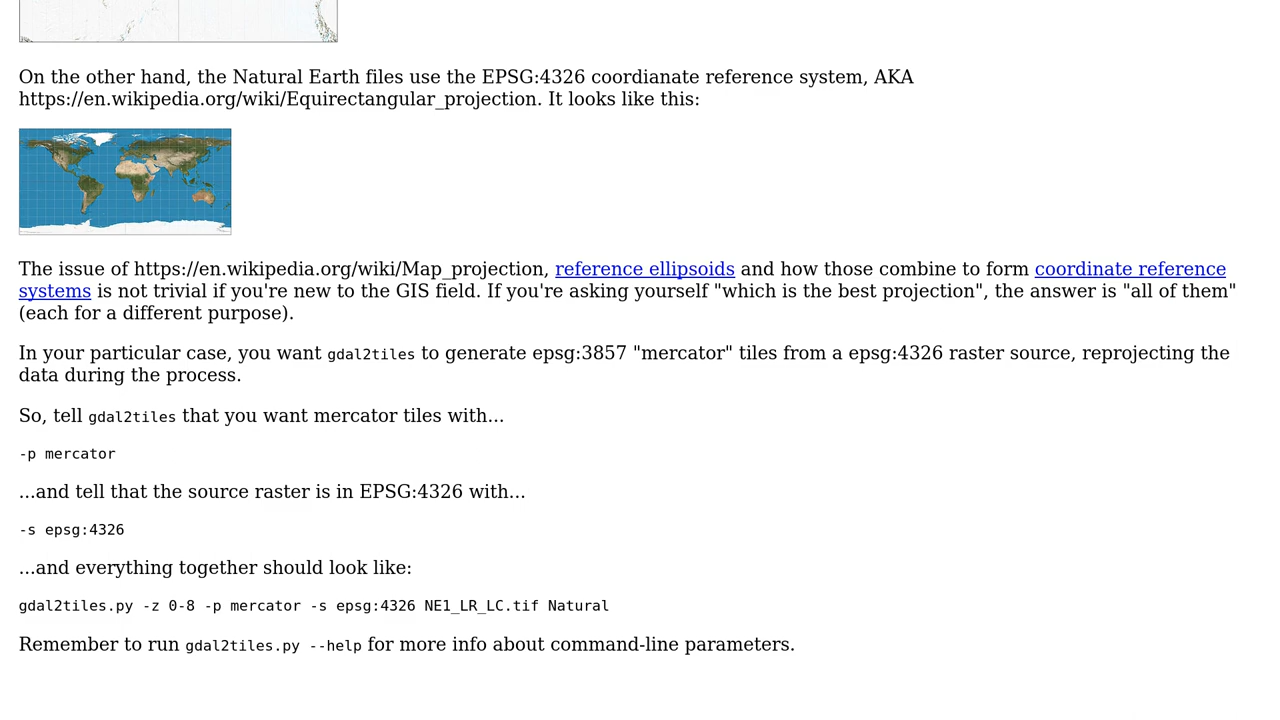 On the other hand, the Natural Earth files use the EPSG:4326 coordianate reference system, AKA
https://en.wikipedia.org/wiki/Equirectangular_projection. It looks like this:
The issue of https://en.wikipedia.org/wiki/Map_projection, reference ellipsoids and how those combine to form coordinate reference
systems is not trivial if you're new to the GIS field. If you're asking yourself "which is the best projection", the answer is "all of them"
(each for a different purpose).
In your particular case, you want gdal2tiles to generate epsg:3857 "mercator" tiles from a epsg:4326 raster source, reprojecting the
data during the process.
So, tell gdal2tiles that you want mercator tiles with...
-p mercator
...and tell that the source raster is in EPSG:4326 with...
-s epsg:4326
...and everything together should look like:
gdal2tiles.py -z 0-8 -p mercator -s epsg:4326 NE1_LR_LC.tif Natural
Remember to run gdal2tiles.py --help for more info about command-line parameters.